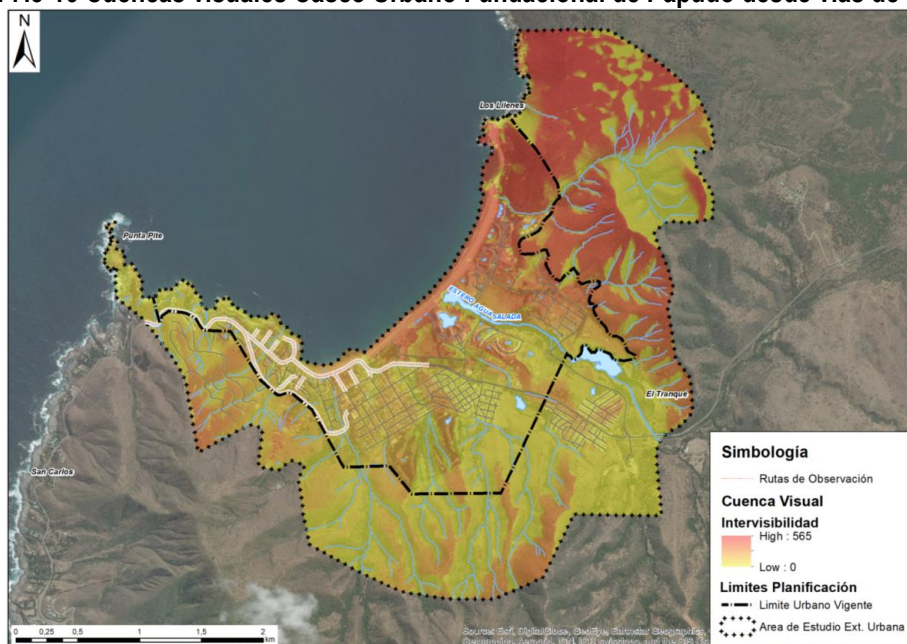 Cuencas visuales Casco Urbano Fundacional de Papudo desde vías de
N
Los Lilenes
Punta Pite
ESTERO AGUA SALADA
El Tranque
San Carlos
Simbología
Rutas de Observación
Cuenca Visual
Intervisibilidad
High : 565
Low : 0
Limites Planificación
Limite Urbano Vigente
Area de Estudio Ext. Urbana
0 0,25 0,5 1 1,5 2
km
Source: Esri, DigitalGlobe, GeoEye, Earthstar Geographics,